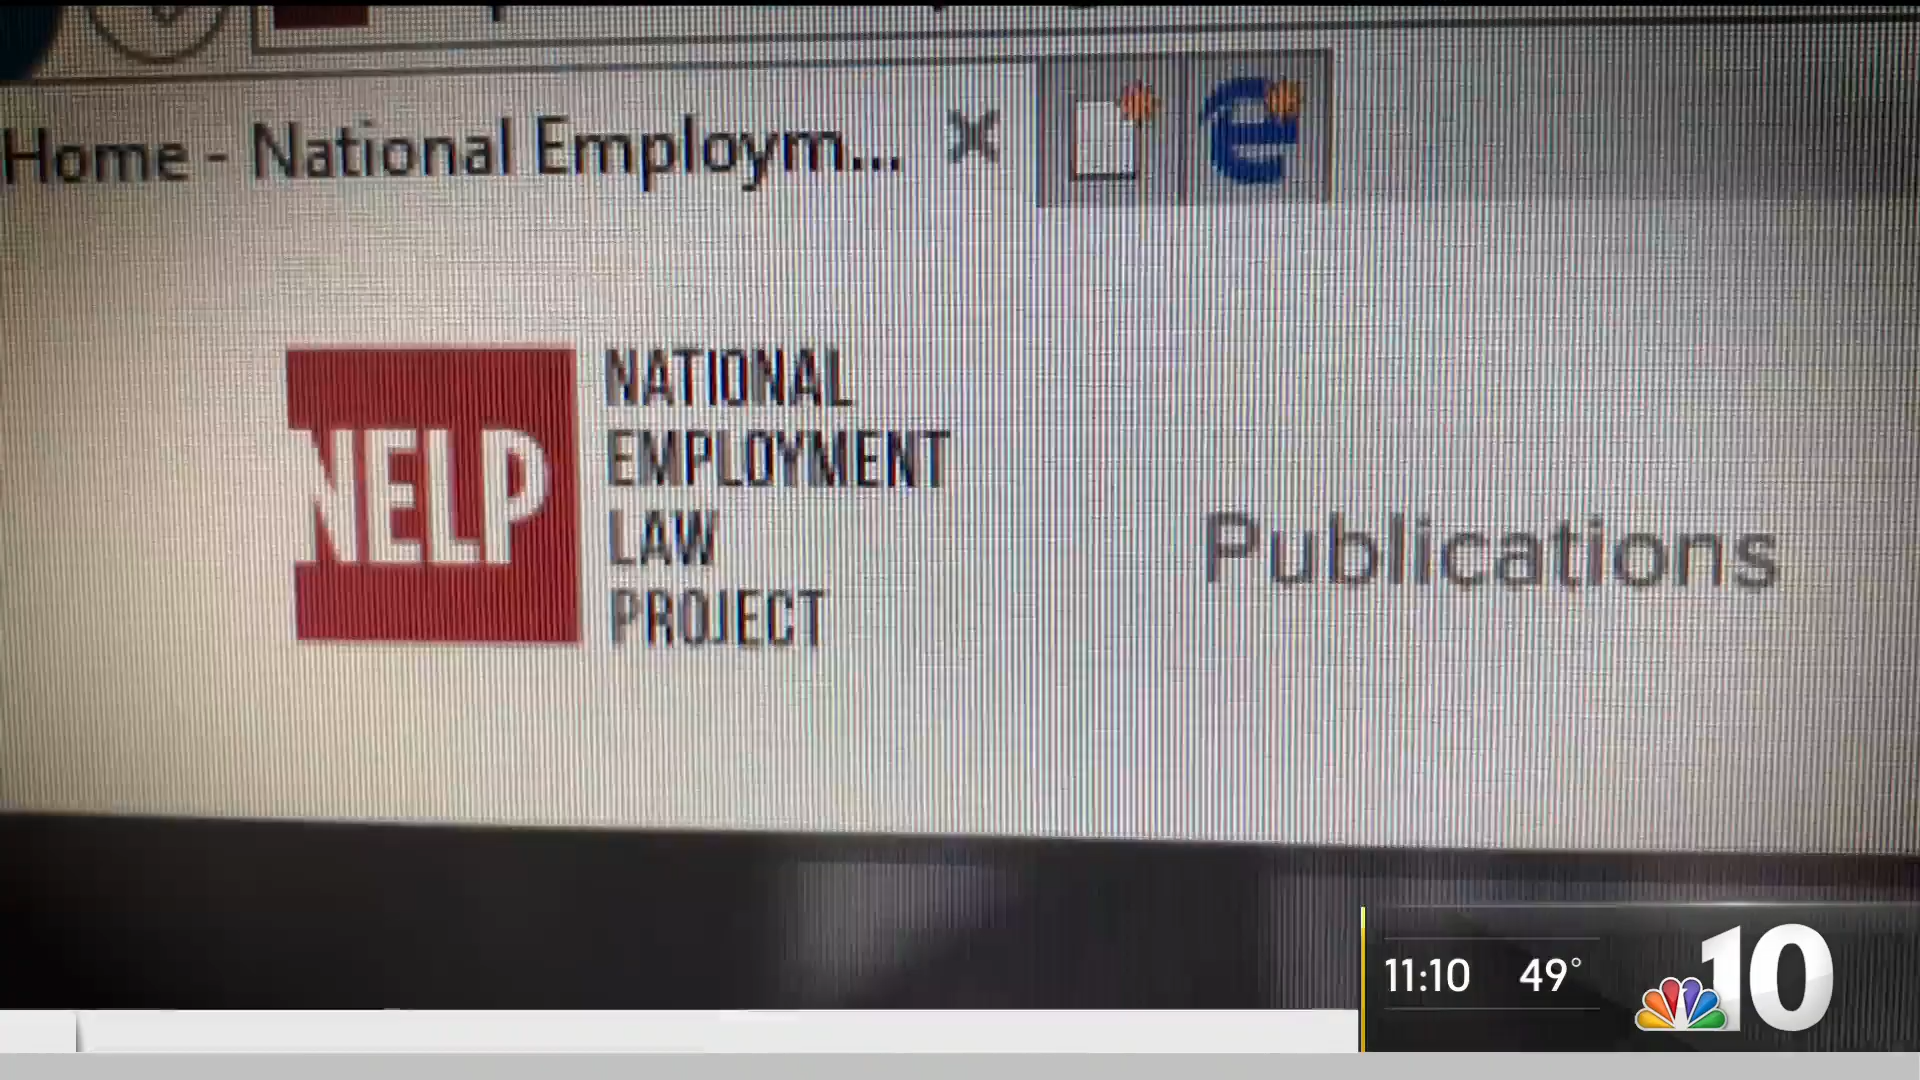 Home - National Employm...
NELP
NATIONAL
EMPLOYMENT
LAW
PROJECT
Publications
11:10 49°
10